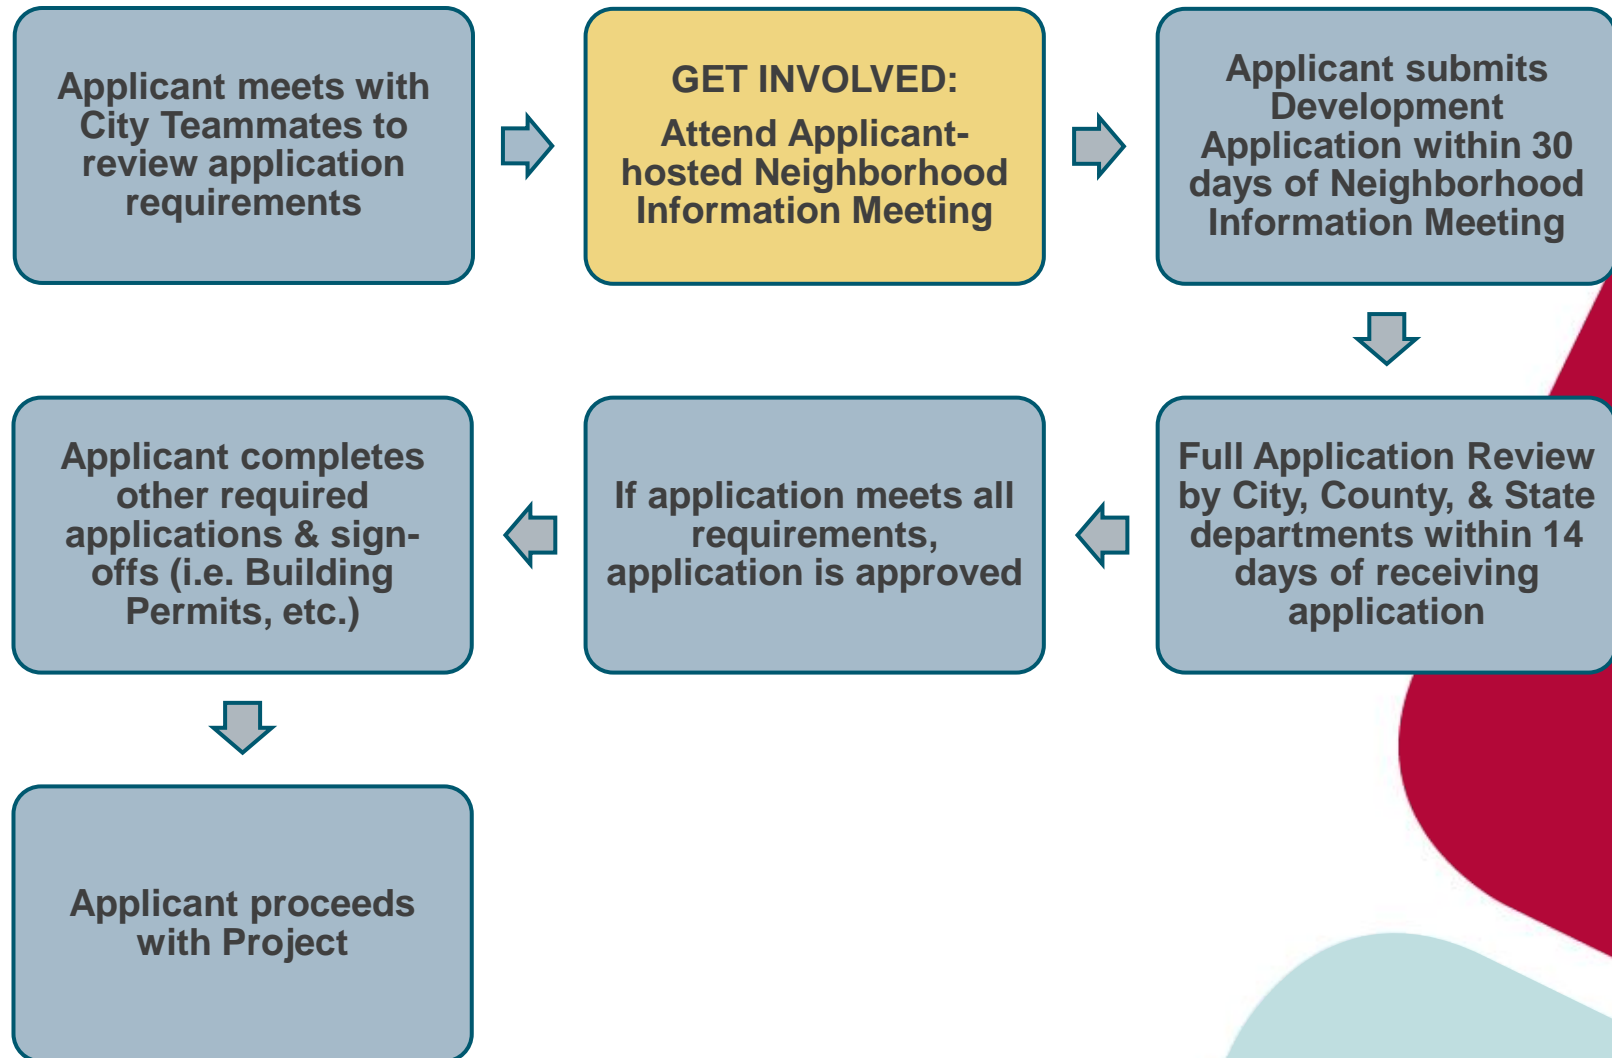 Applicant meets with
City Teammates to
review application
requirements
GET INVOLVED:
Attend Applicant-
hosted Neighborhood
Information Meeting
Applicant submits
Development
Application within 30
days of Neighborhood
Information Meeting
Full Application Review
by City, County, & State
departments within 14
days of receiving
application
If application meets all
requirements,
application is approved
Applicant completes
other required
applications & sign-
offs (i.e. Building
Permits, etc.)
Applicant proceeds
with Project